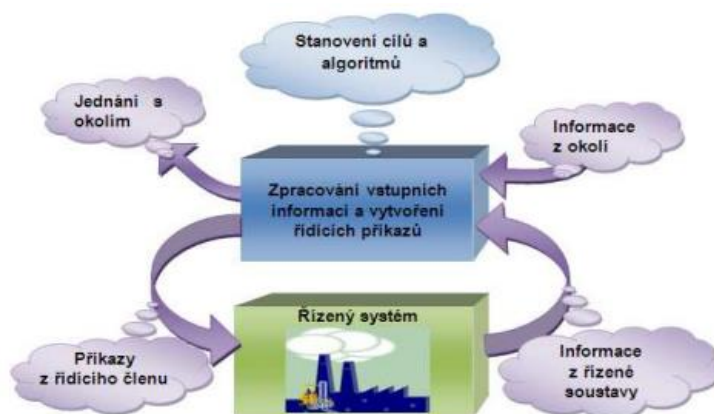 Stanovení cílů a
algoritmů
Jednání s
okolím
Informace
z okolí
Zpracování vstupních
informací a vytvoření
řídících příkazů
Řízený systém
Příkazy
z řídicího členu
Informace
z řízené
soustavy